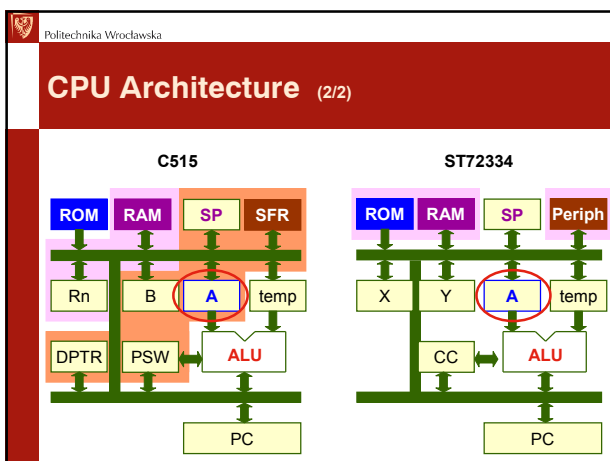 Politechnika Wrocławska
CPU Architecture (2/2)
C515
ROM RAM SP SFR
Rn B A temp
DPTR PSW ALU
PC
ST72334
ROM RAM SP Periph
X Y A temp
CC ALU
PC